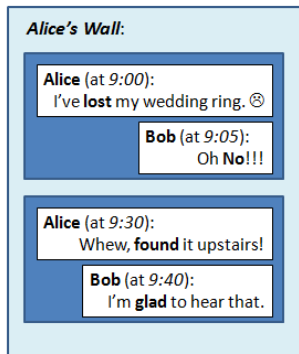 Alice's Wall:
Alice (at 9:00):
I've lost my wedding ring. ☹
Bob (at 9:05):
Oh No!!!
Alice (at 9:30):
Whew, found it upstairs!
Bob (at 9:40):
I'm glad to hear that.